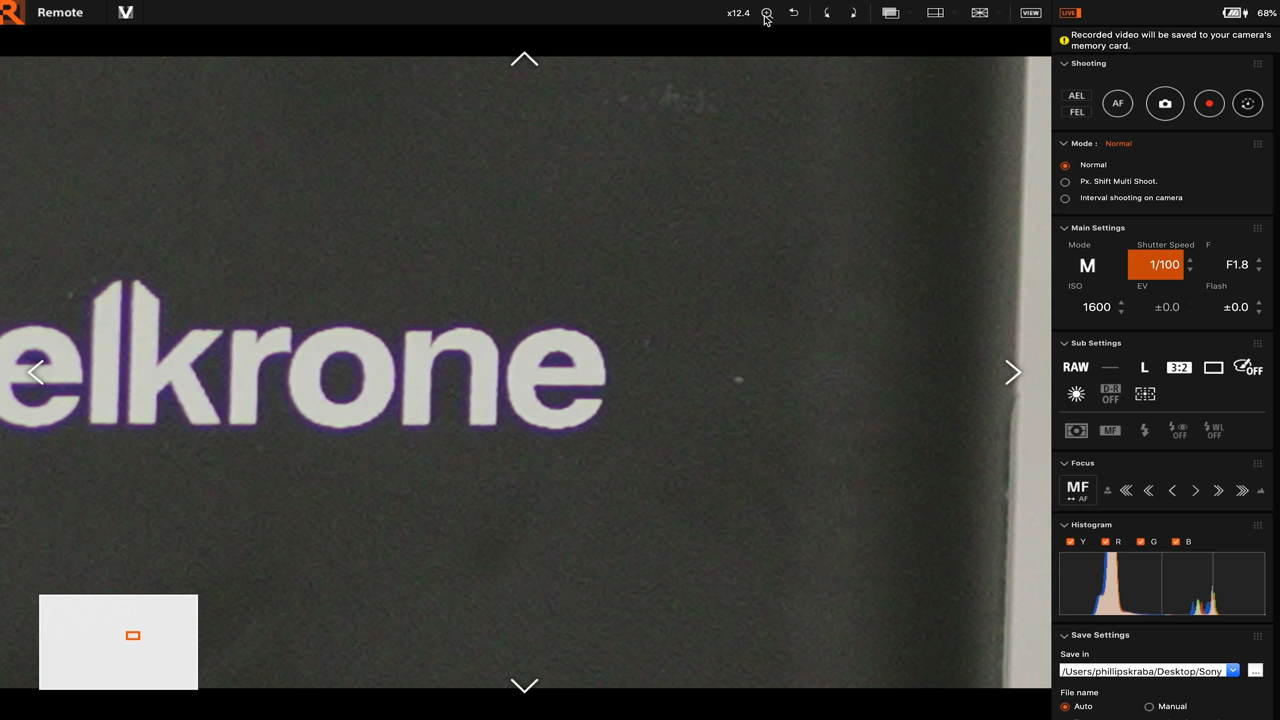 Remote
x12.4
VIEW
LIVE
68%
Recorded video will be saved to your camera's
memory card.
Shooting
AEL
FEL
AF
Mode : Normal
Normal
Px. Shift Multi Shoot.
Interval shooting on camera
Main Settings
Mode Shutter Speed F
M 1/100 F1.8
ISO EV Flash
1600 ±0.0 ±0.0
Sub Settings
RAW — L 3:2 OFF
D-R
OFF
MF OFF WL
OFF
Focus
MF
↔ AF
Histogram
Y R G B
Save Settings
Save in
/Users/phillipskraba/Desktop/Sony ...
File name
Auto Manual
elkrone